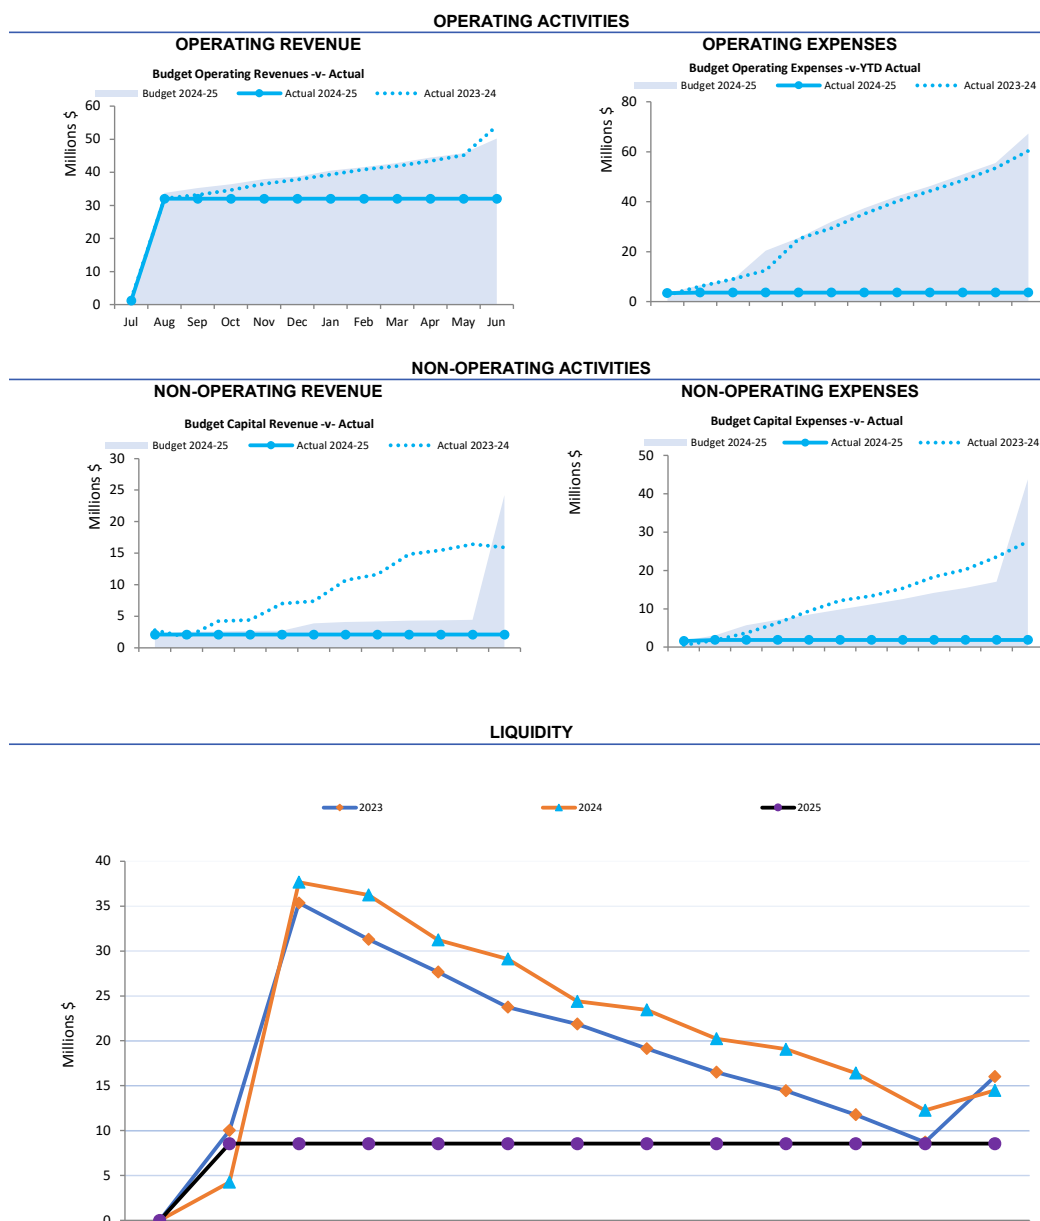 OPERATING ACTIVITIES
OPERATING REVENUE
Budget Operating Revenues -v- Actual
Budget 2024-25 Actual 2024-25 Actual 2023-24
Millions $
60
50
40
30
20
10
0
Jul Aug Sep Oct Nov Dec Jan Feb Mar Apr May Jun
OPERATING EXPENSES
Budget Operating Expenses -v-YTD Actual
Budget 2024-25 Actual 2024-25 Actual 2023-24
Millions $
80
60
40
20
0
NON-OPERATING ACTIVITIES
NON-OPERATING REVENUE
Budget Capital Revenue -v- Actual
Budget 2024-25 Actual 2024-25 Actual 2023-24
Millions $
30
25
20
15
10
5
0
NON-OPERATING EXPENSES
Budget Capital Expenses -v- Actual
Budget 2024-25 Actual 2024-25 Actual 2023-24
Millions $
50
40
30
20
10
0
LIQUIDITY
2023 2024 2025
Millions $
40
35
30
25
20
15
10
5
0